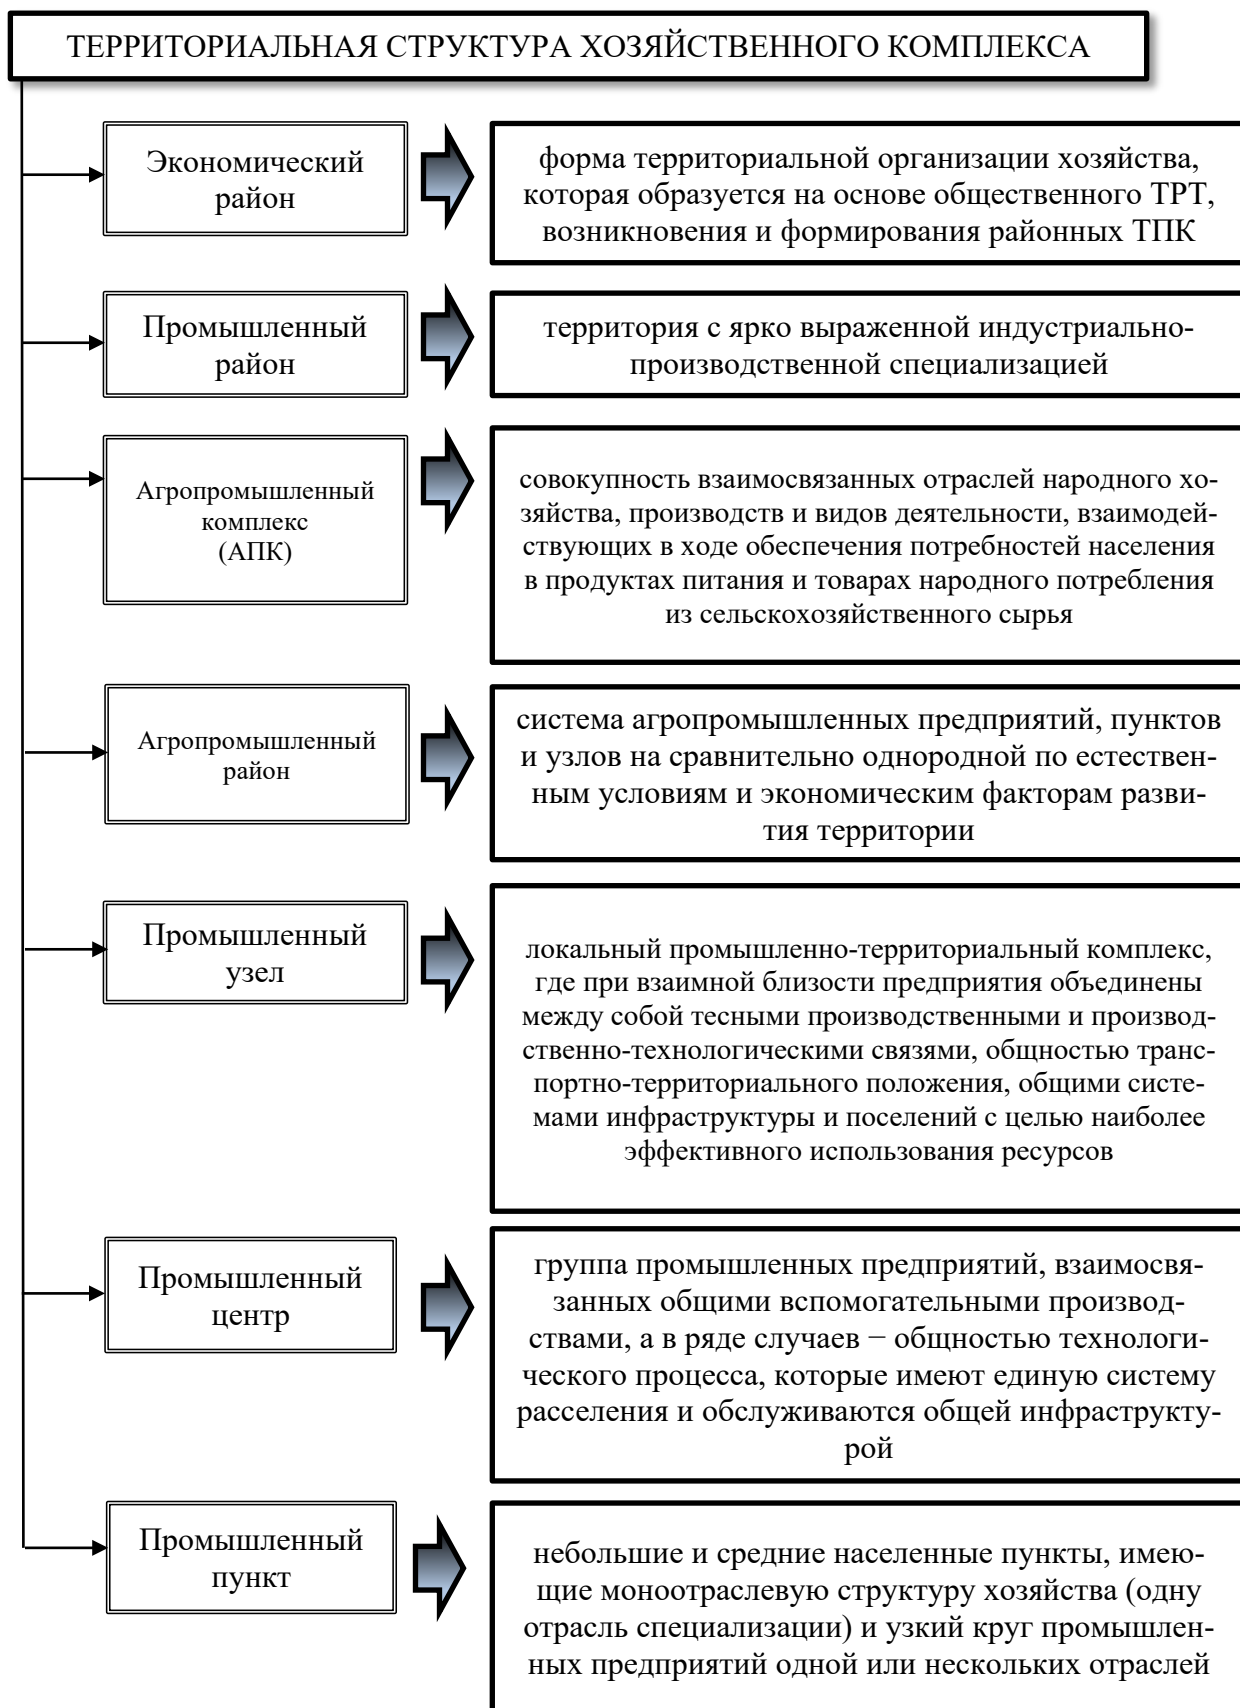 ТЕРРИТОРИАЛЬНАЯ СТРУКТУРА ХОЗЯЙСТВЕННОГО КОМПЛЕКСА
Экономический
район
форма территориальной организации хозяйства,
которая образуется на основе общественного ТРТ,
возникновения и формирования районных ТПК
Промышленный
район
территория с ярко выраженной индустриально-
производственной специализацией
Агропромышленный
комплекс
(АПК)
совокупность взаимосвязанных отраслей народного хо-
зяйства, производств и видов деятельности, взаимодей-
ствующих в ходе обеспечения потребностей населения
в продуктах питания и товарах народного потребления
из сельскохозяйственного сырья
Агропромышленный
район
система агропромышленных предприятий, пунктов
и узлов на сравнительно однородной по естествен-
ным условиям и экономическим факторам разви-
тия территории
Промышленный
узел
локальный промышленно-территориальный комплекс,
где при взаимной близости предприятия объединены
между собой тесными производственными и производ-
ственно-технологическими связями, общностью транс-
портно-территориального положения, общими систе-
мами инфраструктуры и поселений с целью наиболее
эффективного использования ресурсов
Промышленный
центр
группа промышленных предприятий, взаимосвя-
занных общими вспомогательными производ-
ствами, а в ряде случаев − общностью технологи-
ческого процесса, которые имеют единую систему
расселения и обслуживаются общей инфраструкту-
рой
Промышленный
пункт
небольшие и средние населенные пункты, имею-
щие моноотраслевую структуру хозяйства (одну
отрасль специализации) и узкий круг промышлен-
ных предприятий одной или нескольких отраслей